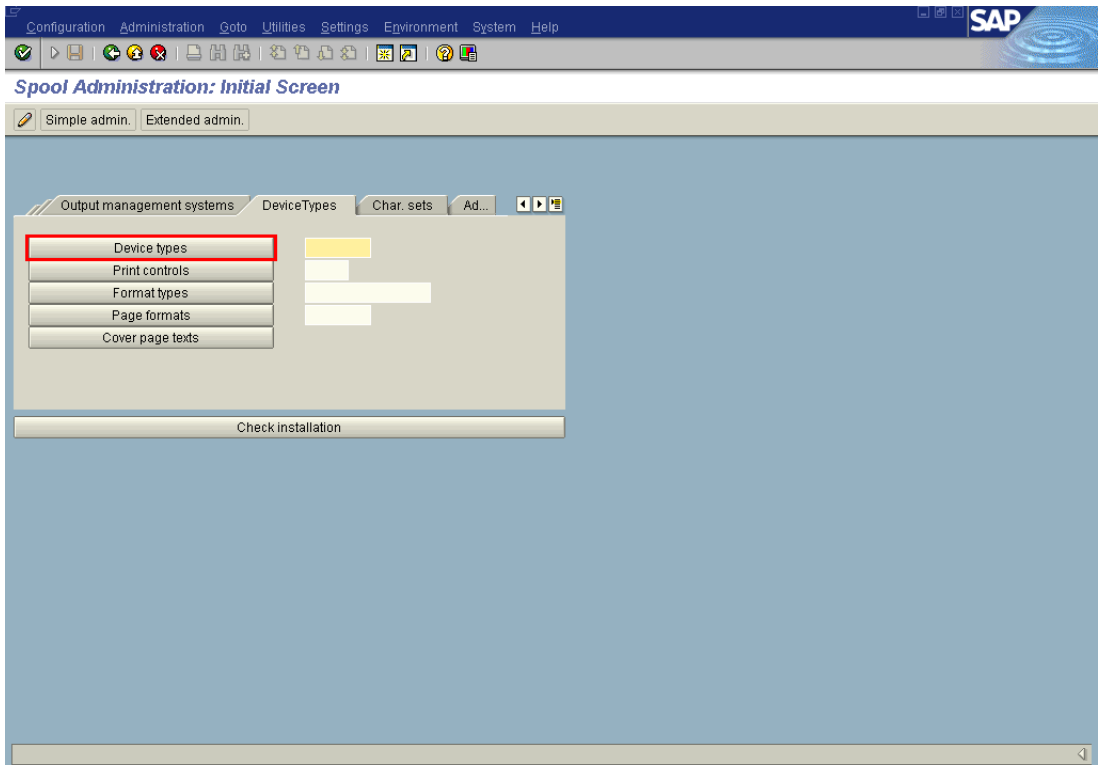 Configuration Administration Goto Utilities Settings Environment System Help
SAP
Spool Administration: Initial Screen
Simple admin. Extended admin.
Output management systems DeviceTypes Char. sets Ad...
Device types
Print controls
Format types
Page formats
Cover page texts
Check installation